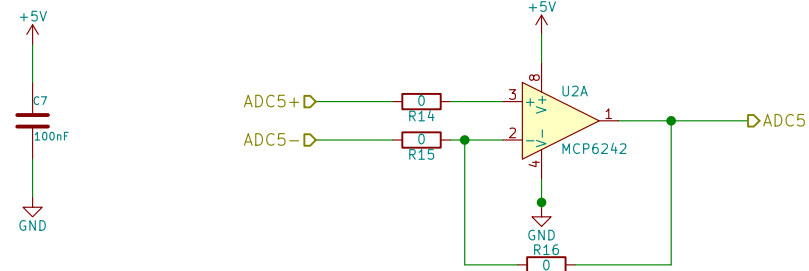 +5V
C7
100nF
GND
+5V
ADC5+
0
R14
3
8
U2A
+
V+
1
ADC5
ADC5-
0
R15
2
-
V-
4
MCP6242
GND
R16
0